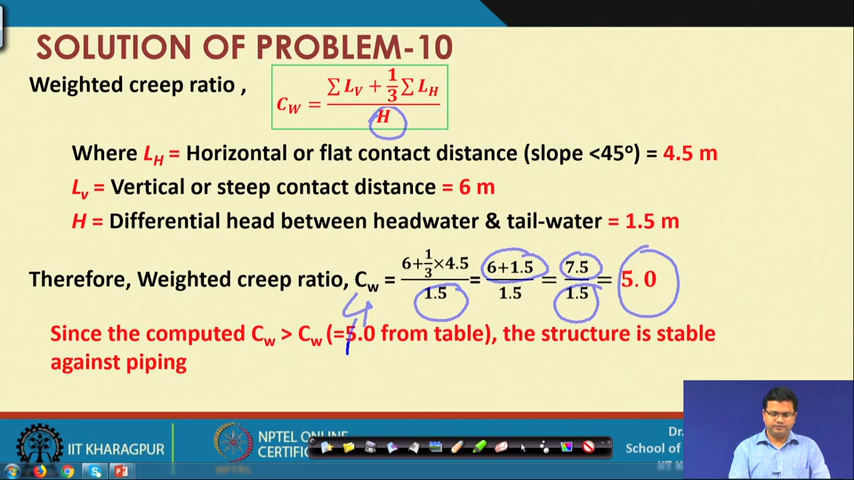 SOLUTION OF PROBLEM-10
Weighted creep ratio , C_W = (∑ L_V + 1/3 ∑ L_H) / H
Where L_H = Horizontal or flat contact distance (slope <45°) = 4.5 m
L_v = Vertical or steep contact distance = 6 m
H = Differential head between headwater & tail-water = 1.5 m
Therefore, Weighted creep ratio, C_w = (6+1/3×4.5)/1.5 = (6+1.5)/1.5 = 7.5/1.5 = 5.0
4
Since the computed C_w > C_w (=5.0 from table), the structure is stable
against piping
IIT KHARAGPUR
NPTEL ONLINE
CERTIFIC
Dr.
School of
IIT K